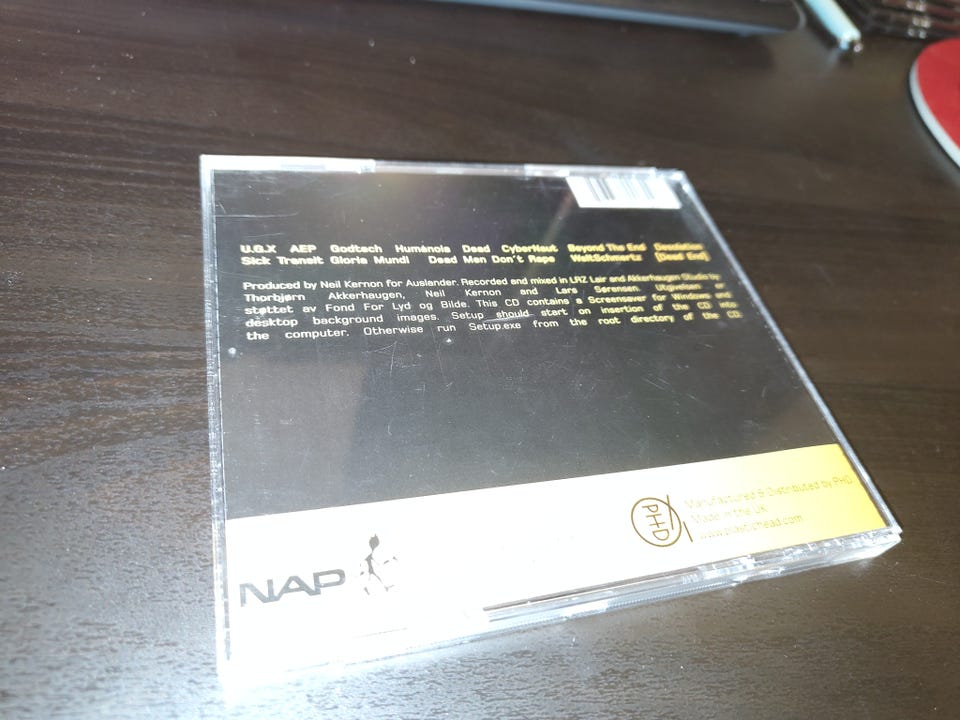 U.G.X AEP Godtech Humanoia Dead CyberNaut Beyond The End Desolation
Sick Transit Gloria Mundi Dead Men Don't Rape WeltSchmertz [Dead End]
Produced by Neil Kernon for Auslander. Recorded and mixed in LRZ Lair and Akkerhaugen Studio by
Thorbjørn Akkerhaugen, Neil Kernon and Lars Sørensen. Utgivelsen er
støttet av Fond For Lyd og Bilde. This CD contains a Screensaver for Windows and
desktop background images. Setup should start on insertion of the CD into
the computer. Otherwise run Setup.exe from the root directory of the CD.
NAP
PHD
Manufactured & Distributed by PHD
Made in The UK
www.plastichead.com